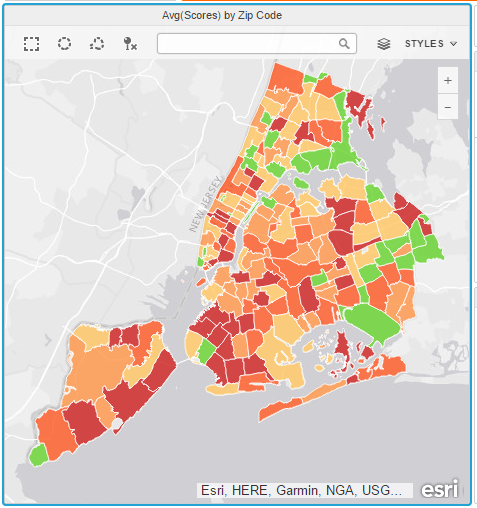 Avg(Scores) by Zip Code
STYLES
+
−
NEW JERSEY
Esri, HERE, Garmin, NGA, USG...
esri